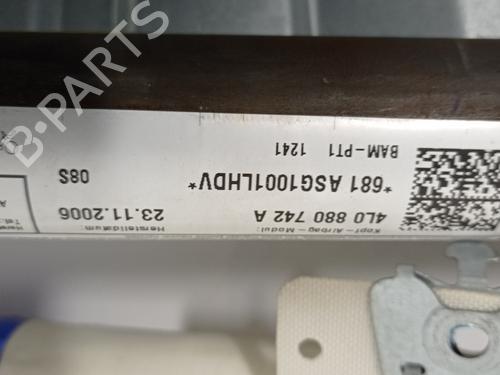 Kopf - Airbag - Modul:
4L0 880 742 A
Herstelldatum:
23.11.2006
*681 ASG1001LHDV*
08S
BAM-PT1 1241
B-PARTS